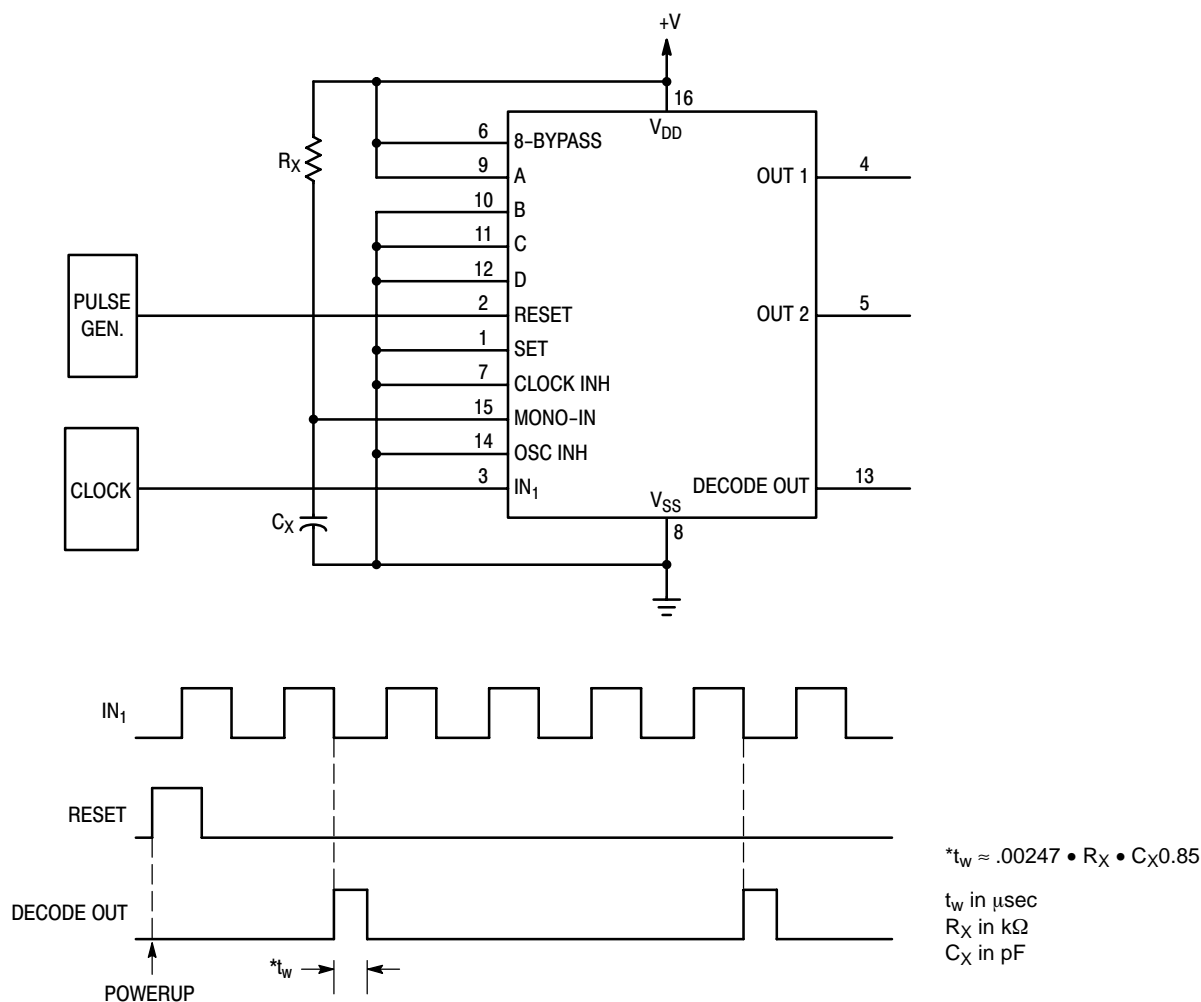 +V
16
V_DD
R_X
6 8-BYPASS
9 A
10 B
11 C
12 D
2 RESET
1 SET
7 CLOCK INH
15 MONO-IN
14 OSC INH
3 IN₁
OUT 1 4
OUT 2 5
DECODE OUT 13
V_SS
8
PULSE
GEN.
CLOCK
C_X
IN₁
RESET
DECODE OUT
*t_w
POWERUP
*t_w ≈ .00247 • R_X • C_X0.85
t_w in μsec
R_X in kΩ
C_X in pF